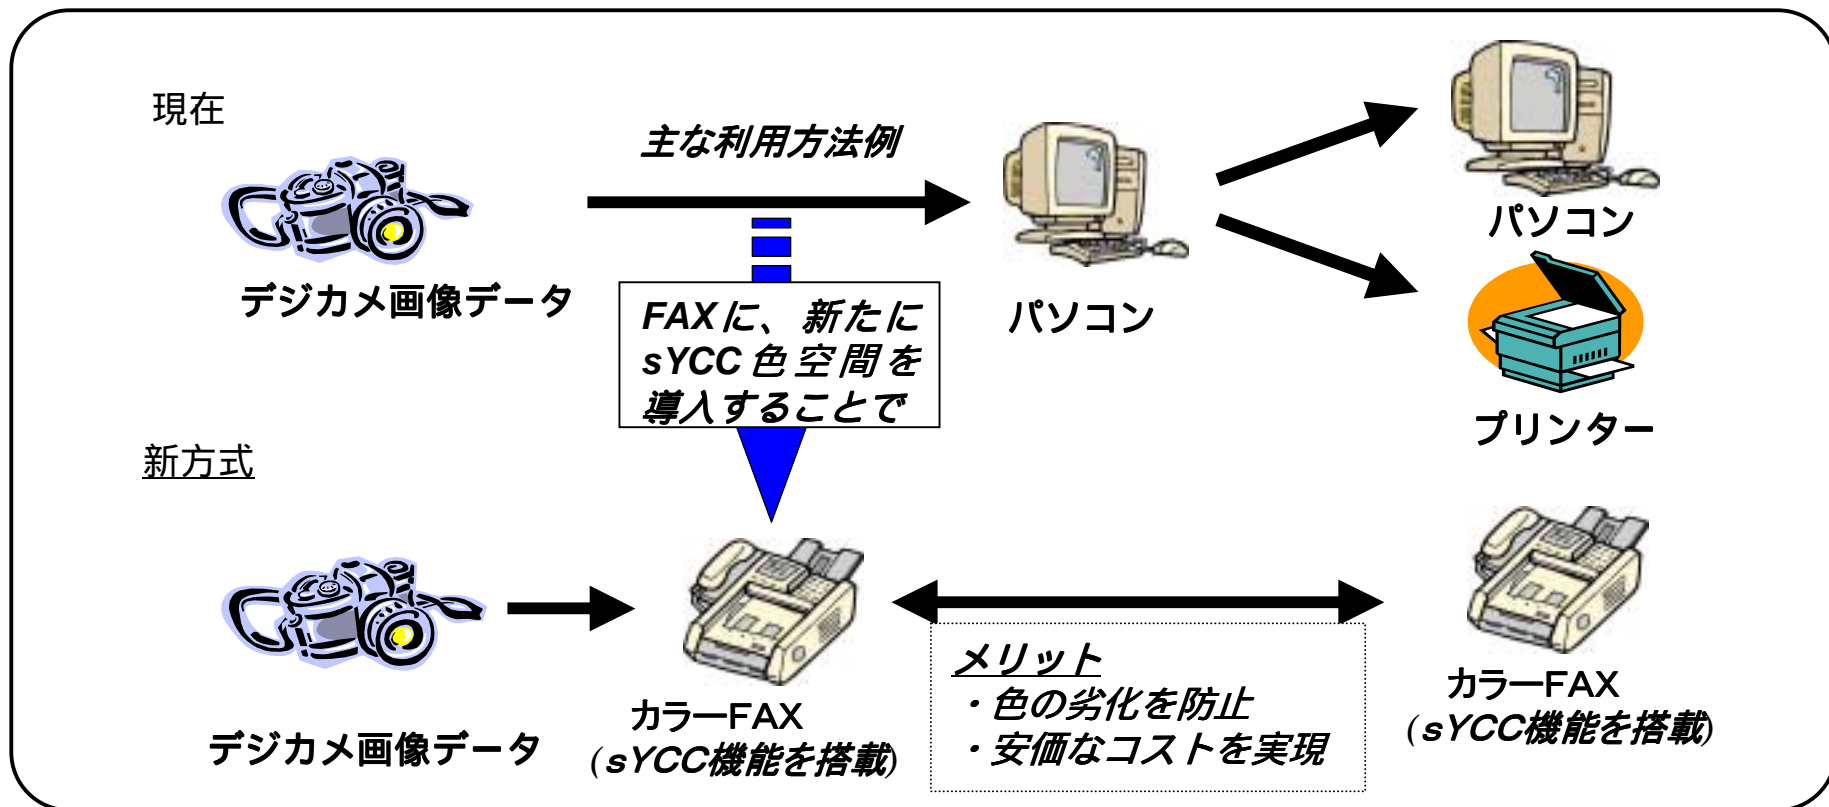 現在
主な利用方法例
デジカメ画像データ
パソコン
パソコン
プリンター
FAXに、新たに
sYCC色空間を
導入することで
新方式
デジカメ画像データ
カラーFAX
(sYCC機能を搭載)
メリット
・色の劣化を防止
・安価なコストを実現
カラーFAX
(sYCC機能を搭載)